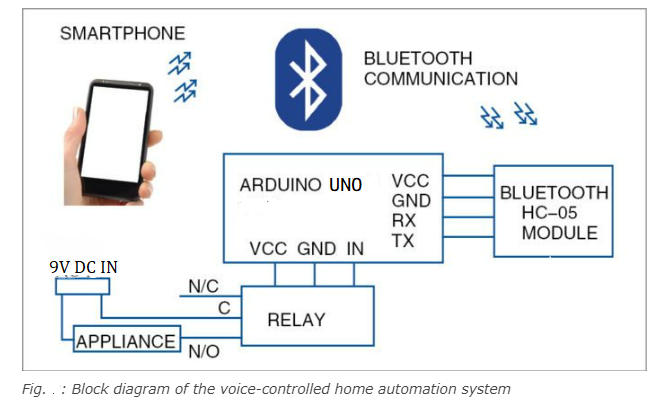 SMARTPHONE
BLUETOOTH
COMMUNICATION
ARDUINO UNO
VCC
GND
RX
TX
BLUETOOTH
HC–05
MODULE
VCC GND IN
9V DC IN
N/C
C
RELAY
APPLIANCE
N/O
Fig. : Block diagram of the voice-controlled home automation system